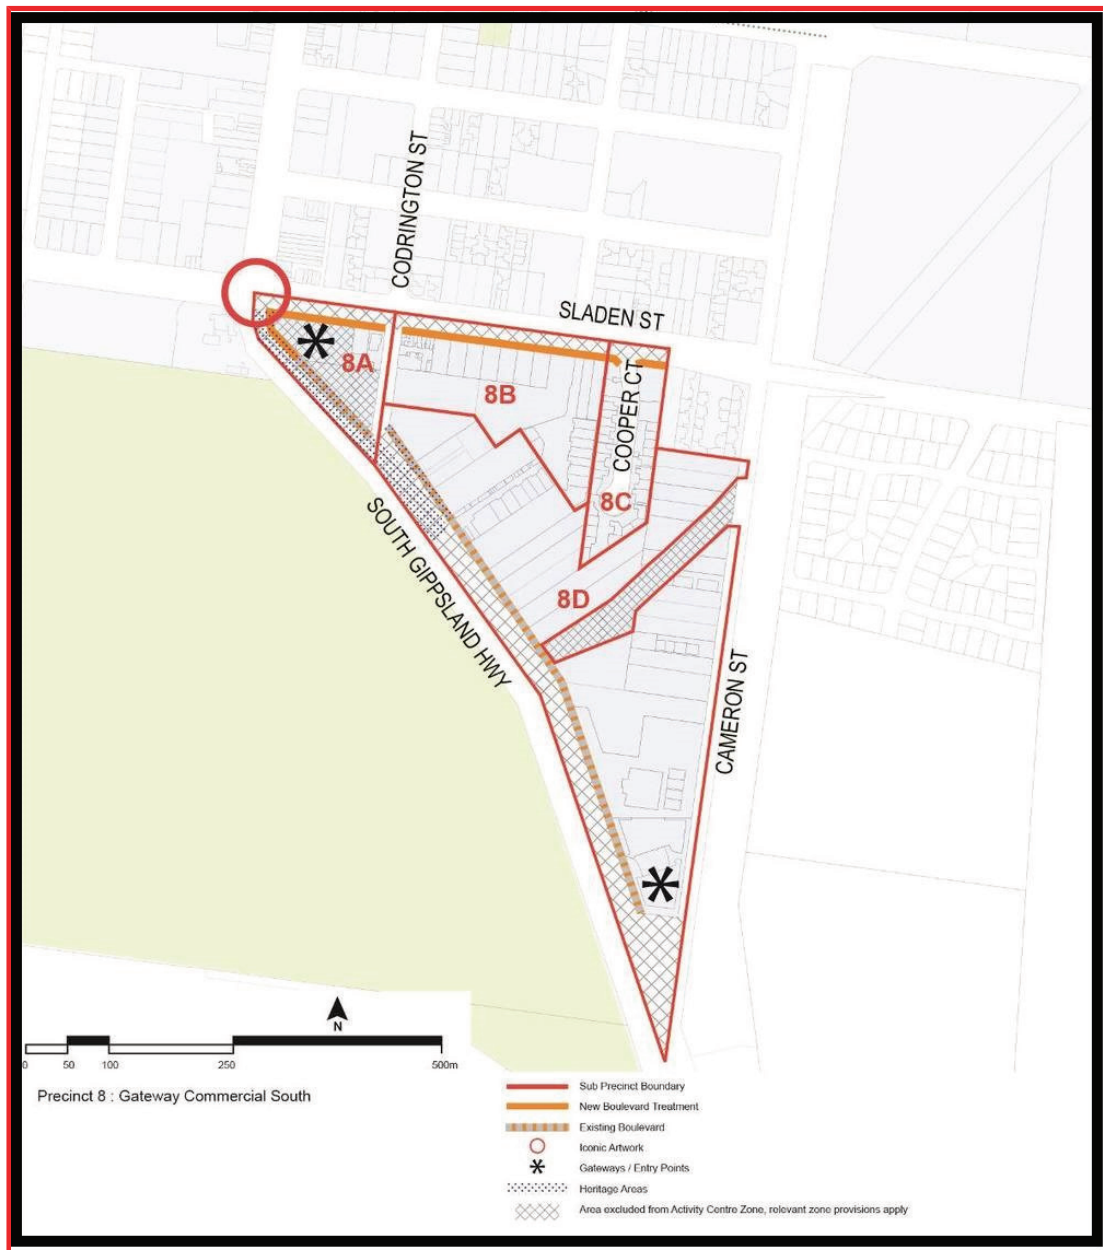 CODRINGTON ST
SLADEN ST
8A
8B
COOPER CT
8C
SOUTH GIPPSLAND HWY
8D
CAMERON ST
N
0 50 100 250 500m
Precinct 8 : Gateway Commercial South
Sub Precinct Boundary
New Boulevard Treatment
Existing Boulevard
Iconic Artwork
Gateways / Entry Points
Heritage Areas
Area excluded from Activity Centre Zone, relevant zone provisions apply